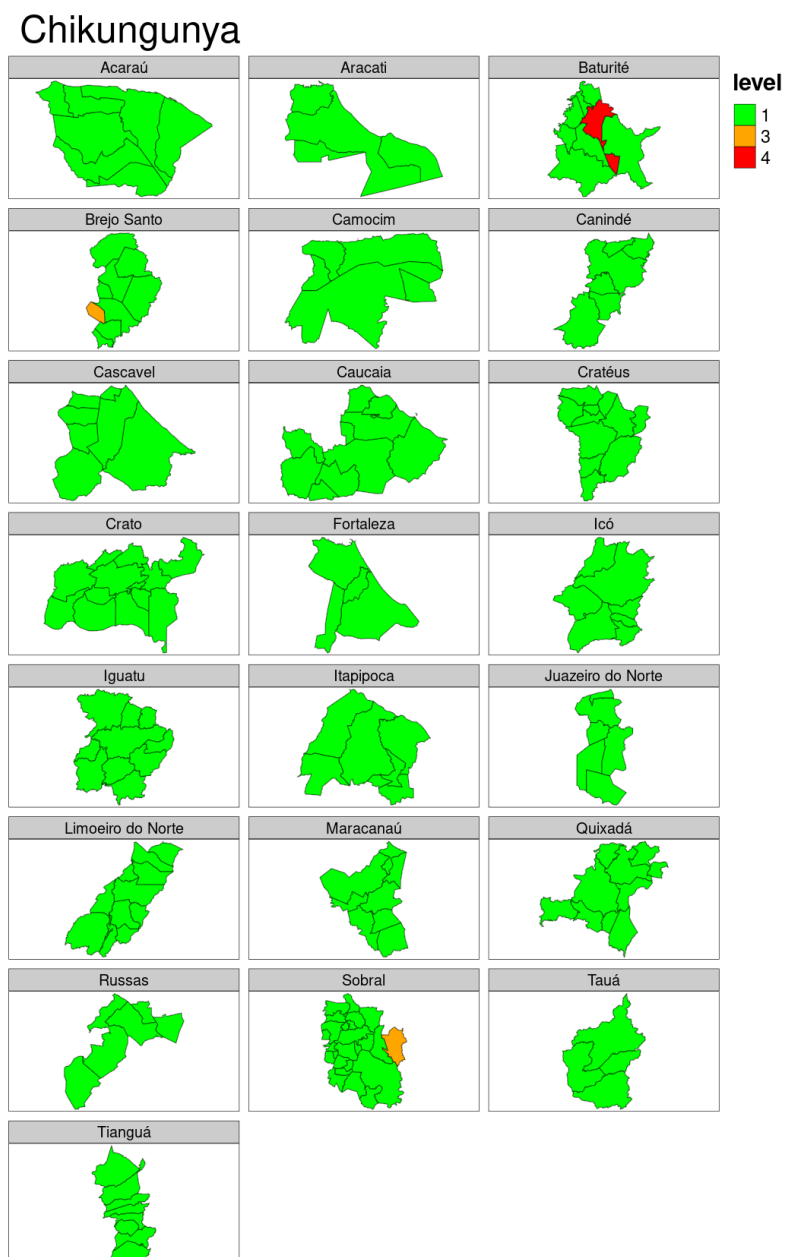 Chikungunya
Acaraú
Aracati
Baturité
level
1
3
4
Brejo Santo
Camocim
Canindé
Cascavel
Caucaia
Cratéus
Crato
Fortaleza
Icó
Iguatu
Itapipoca
Juazeiro do Norte
Limoeiro do Norte
Maracanaú
Quixadá
Russas
Sobral
Tauá
Tianguá